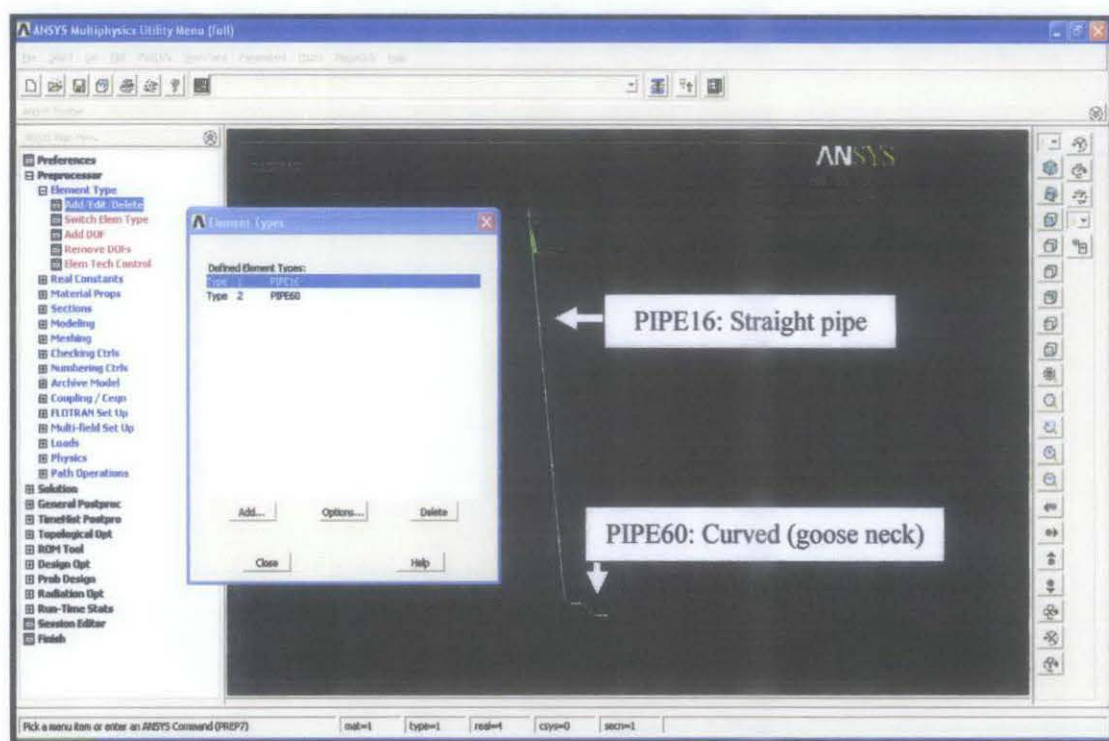 ANSYS Multiphysics Utility Menu (full)
ANSYS
Preferences
Preprocessor
Element Type
Add/Edit/Delete
Switch Elem Type
Add DOF
Remove DOFs
Elem Tech Control
Real Constants
Material Props
Sections
Modeling
Meshing
Checking Ctrls
Numbering Ctrls
Archive Model
Coupling / Ceqn
FLOTRAN Set Up
Multi-field Set Up
Loads
Physics
Path Operations
Solution
General Postproc
TimeHist Postpro
Topological Opt
ROM Tool
Design Opt
Prob Design
Radiation Opt
Run-Time Stats
Session Editor
Finish
Element Types
Defined Element Types:
Type 1 PIPE16
Type 2 PIPE60
Add... Options... Delete
Close Help
PIPE16: Straight pipe
PIPE60: Curved (goose neck)
Pick a menu item or enter an ANSYS Command (PREP7) mat=1 type=1 real=4 csys=0 secn=1